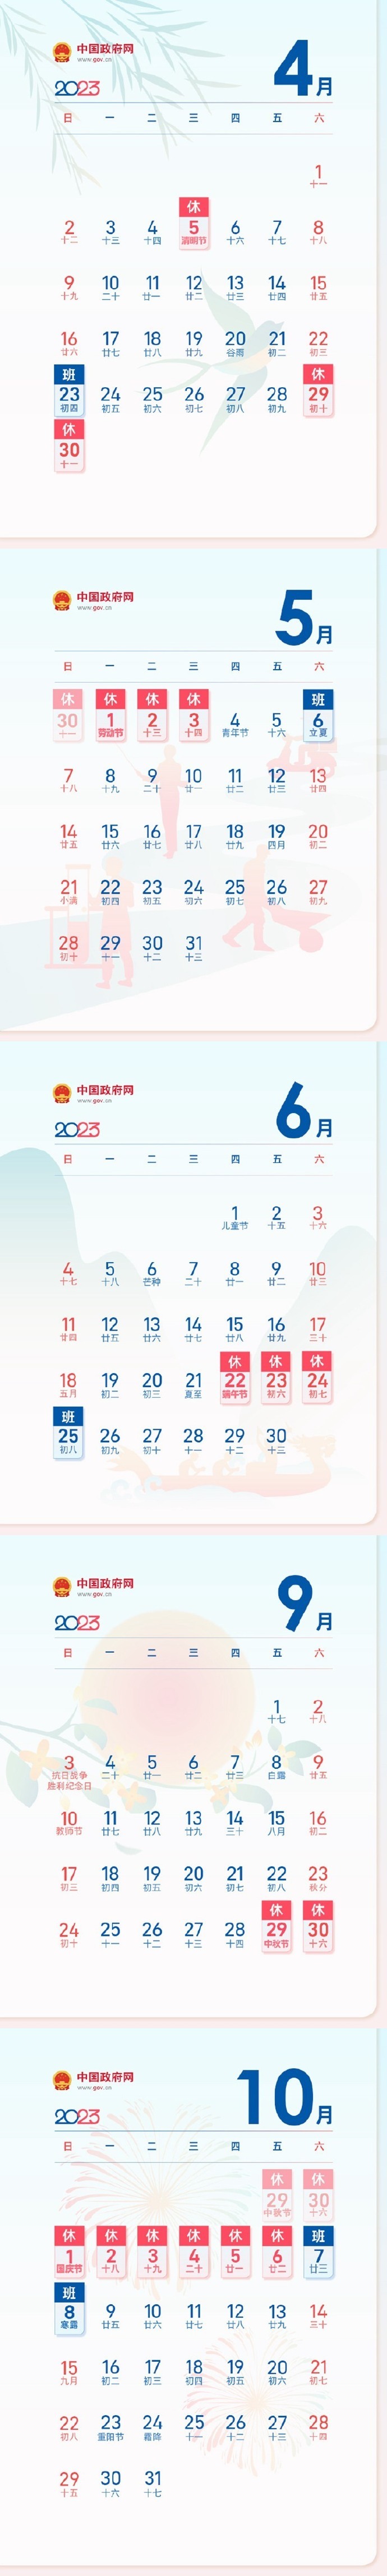 中国政府网
www.gov.cn
2023
4月
日 一 二 三 四 五 六
1
十一
休
2 3 4 5 6 7 8
十二 十三 十四 清明节 十六 十七 十八
9 10 11 12 13 14 15
十九 二十 廿一 廿二 廿三 廿四 廿五
16 17 18 19 20 21 22
廿六 廿七 廿八 廿九 谷雨 初二 初三
班 休
23 24 25 26 27 28 29
初四 初五 初六 初七 初八 初九 初十
休
30
十一
中国政府网
www.gov.cn
5月
日 一 二 三 四 五 六
休 休 休 休 班
30 1 2 3 4 5 6
十一 劳动节 十三 十四 青年节 十六 立夏
7 8 9 10 11 12 13
十八 十九 二十 廿一 廿二 廿三 廿四
14 15 16 17 18 19 20
廿五 廿六 廿七 廿八 廿九 四月 初二
21 22 23 24 25 26 27
小满 初四 初五 初六 初七 初八 初九
28 29 30 31
初十 十一 十二 十三
中国政府网
www.gov.cn
2023
6月
日 一 二 三 四 五 六
1 2 3
儿童节 十五 十六
4 5 6 7 8 9 10
十七 十八 芒种 二十 廿一 廿二 廿三
11 12 13 14 15 16 17
廿四 廿五 廿六 廿七 廿八 廿九 三十
休 休 休
18 19 20 21 22 23 24
五月 初二 初三 夏至 端午节 初六 初七
班
25 26 27 28 29 30
初八 初九 初十 十一 十二 十三
中国政府网
www.gov.cn
2023
9月
日 一 二 三 四 五 六
1 2
十七 十八
3 4 5 6 7 8 9
抗日战争 二十 廿一 廿二 廿三 白露 廿五
胜利纪念日
10 11 12 13 14 15 16
教师节 廿七 廿八 廿九 三十 八月 初二
17 18 19 20 21 22 23
初三 初四 初五 初六 初七 初八 秋分
休 休
24 25 26 27 28 29 30
初十 十一 十二 十三 十四 中秋节 十六
中国政府网
www.gov.cn
2023
10月
日 一 二 三 四 五 六
休 休
29 30
中秋节 十六
休 休 休 休 休 休 班
1 2 3 4 5 6 7
国庆节 十八 十九 二十 廿一 廿二 廿三
班
8 9 10 11 12 13 14
寒露 廿五 廿六 廿七 廿八 廿九 三十
15 16 17 18 19 20 21
九月 初二 初三 初四 初五 初六 初七
22 23 24 25 26 27 28
初八 重阳节 霜降 十一 十二 十三 十四
29 30 31
十五 十六 十七